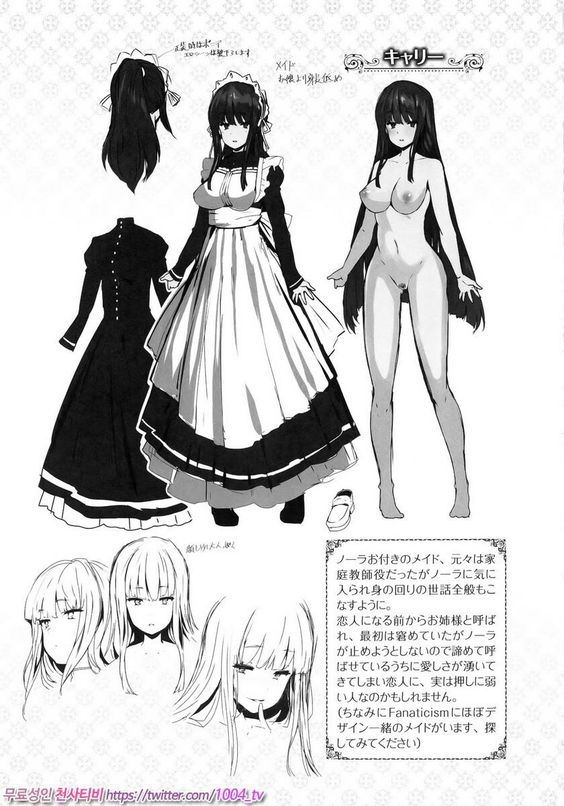 キャリー
メイド
お嬢より身長低め
ノーラお付きのメイド、元々は家
庭教師役だったがノーラに気に
入られ身の回りの世話全般もこ
なすように。
恋人になる前からお姉様と呼ば
れ、最初は窘めていたがノーラ
が止めようとしないので諦めて呼
ばせているうちに愛しさが湧いて
きてしまい恋人に、実は押しに弱
い人なのかもしれません。
(ちなみにFanaticismにほぼデ
ザイン一緒のメイドがいます、探
してみてください)
무료성인 천사티비 https://twitter.com/1004_tv